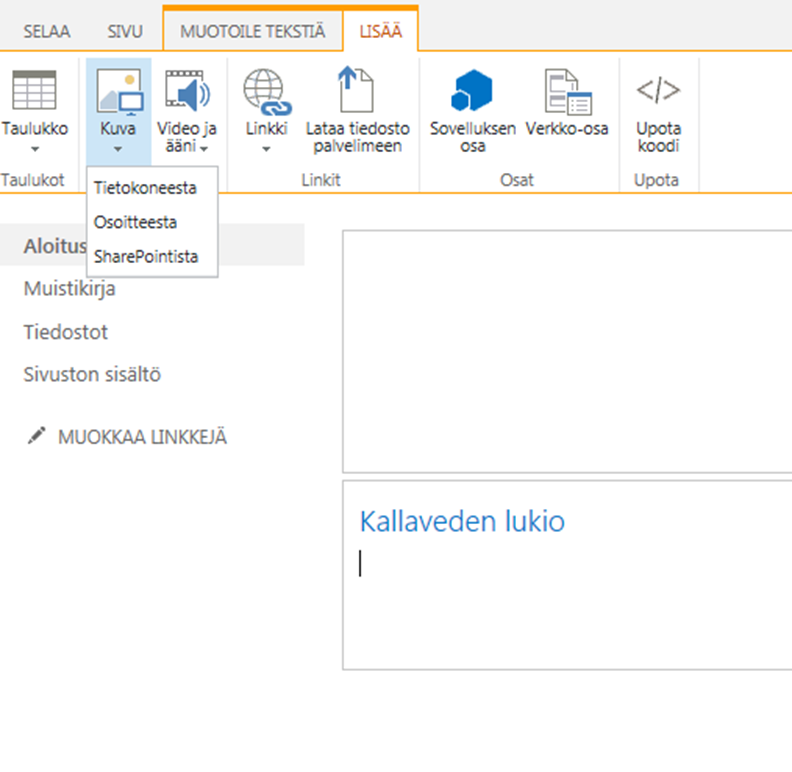 SELAA SIVU MUOTOILE TEKSTIÄ LISÄÄ
Taulukko Kuva Video ja ääni Linkki Lataa tiedosto palvelimeen Sovelluksen osa Verkko-osa Upota koodi
Taulukot Linkit Osat Upota
Tietokoneesta
Osoitteesta
SharePointista
Aloitus
Muistikirja
Tiedostot
Sivuston sisältö
MUOKKAA LINKKEJÄ
Kallaveden lukio